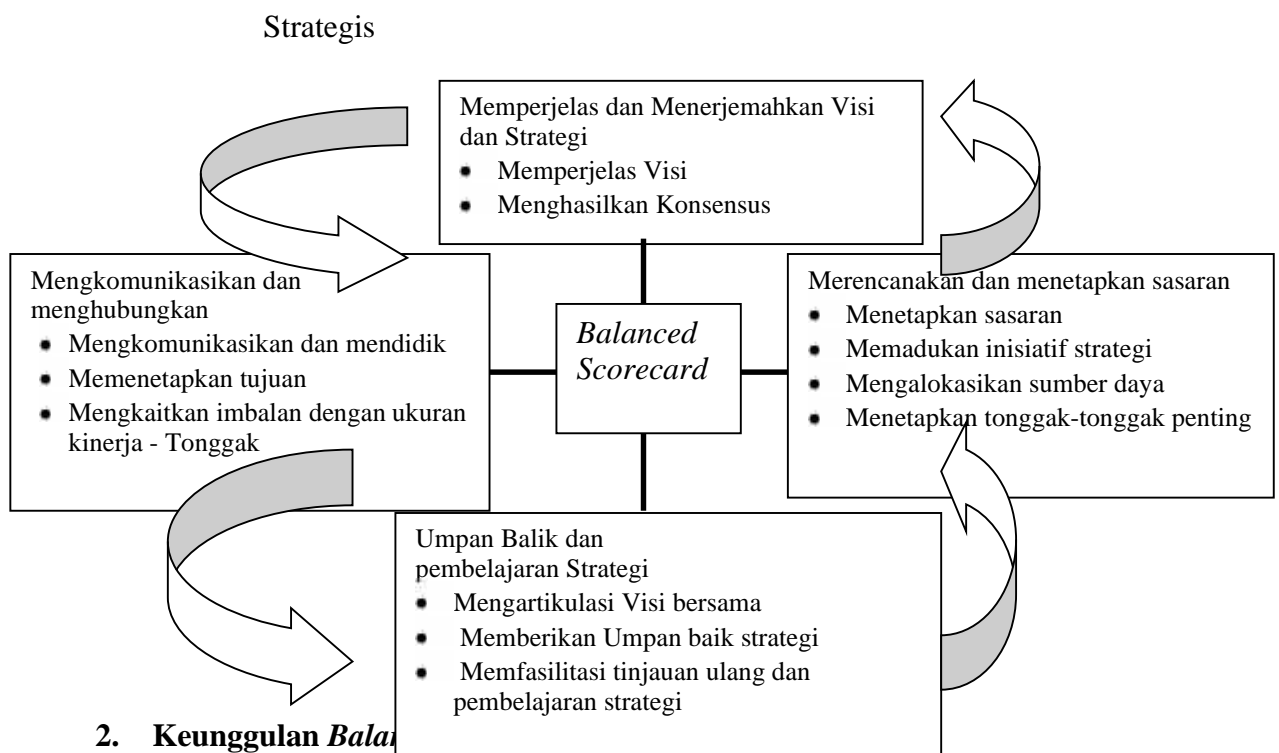 Strategis
Memperjelas dan Menerjemahkan Visi
dan Strategi
• Memperjelas Visi
• Menghasilkan Konsensus
Mengkomunikasikan dan
menghubungkan
• Mengkomunikasikan dan mendidik
• Memenetapkan tujuan
• Mengkaitkan imbalan dengan ukuran
kinerja - Tonggak
Balanced
Scorecard
Merencanakan dan menetapkan sasaran
• Menetapkan sasaran
• Memadukan inisiatif strategi
• Mengalokasikan sumber daya
• Menetapkan tonggak-tonggak penting
Umpan Balik dan
pembelajaran Strategi
• Mengartikulasi Visi bersama
• Memberikan Umpan baik strategi
• Memfasilitasi tinjauan ulang dan
pembelajaran strategi
2. Keunggulan